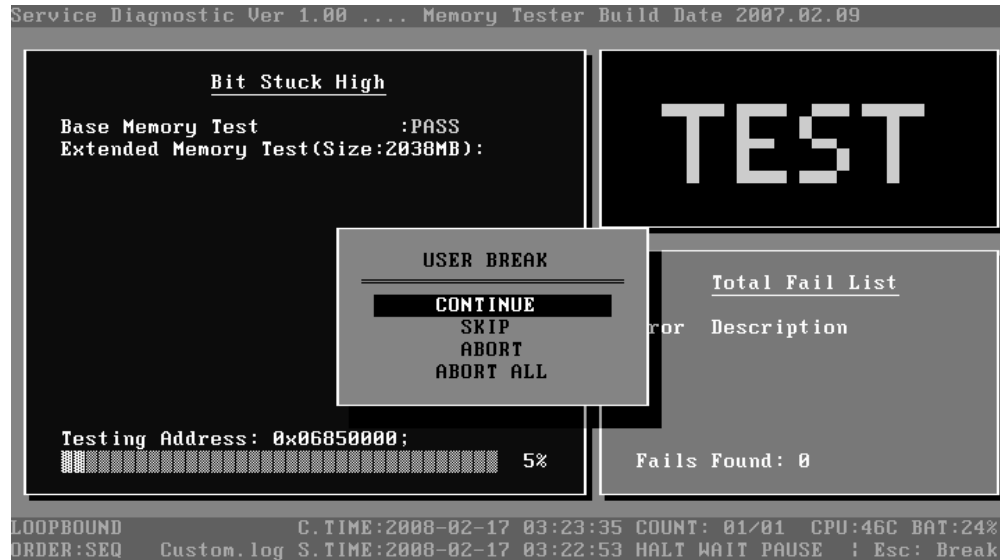 Service Diagnostic Ver 1.00 .... Memory Tester Build Date 2007.02.09
Bit Stuck High
Base Memory Test :PASS
Extended Memory Test(Size:2038MB):
TEST
USER BREAK
CONTINUE
SKIP
ABORT
ABORT ALL
Total Fail List
ror Description
Testing Address: 0x06850000;
5%
Fails Found: 0
LOOPBOUND C.TIME:2008-02-17 03:23:35 COUNT: 01/01 CPU:46C BAT:24%
ORDER:SEQ Custom.log S.TIME:2008-02-17 03:22:53 HALT WAIT PAUSE ¦ Esc: Break